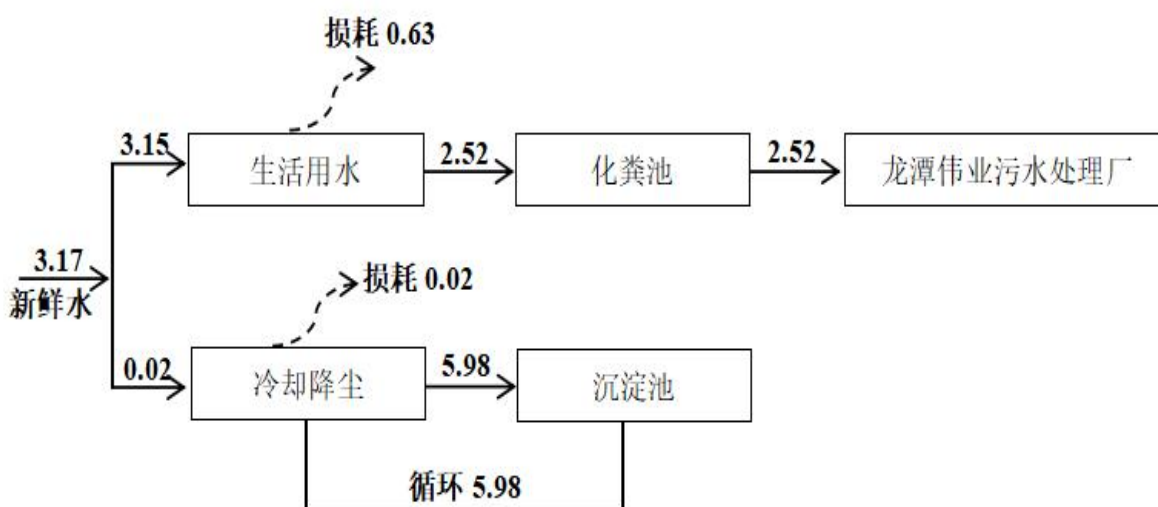 损耗 0.63
3.15
生活用水
2.52
化粪池
2.52
龙潭伟业污水处理厂
3.17
新鲜水
损耗 0.02
0.02
冷却降尘
5.98
沉淀池
循环 5.98